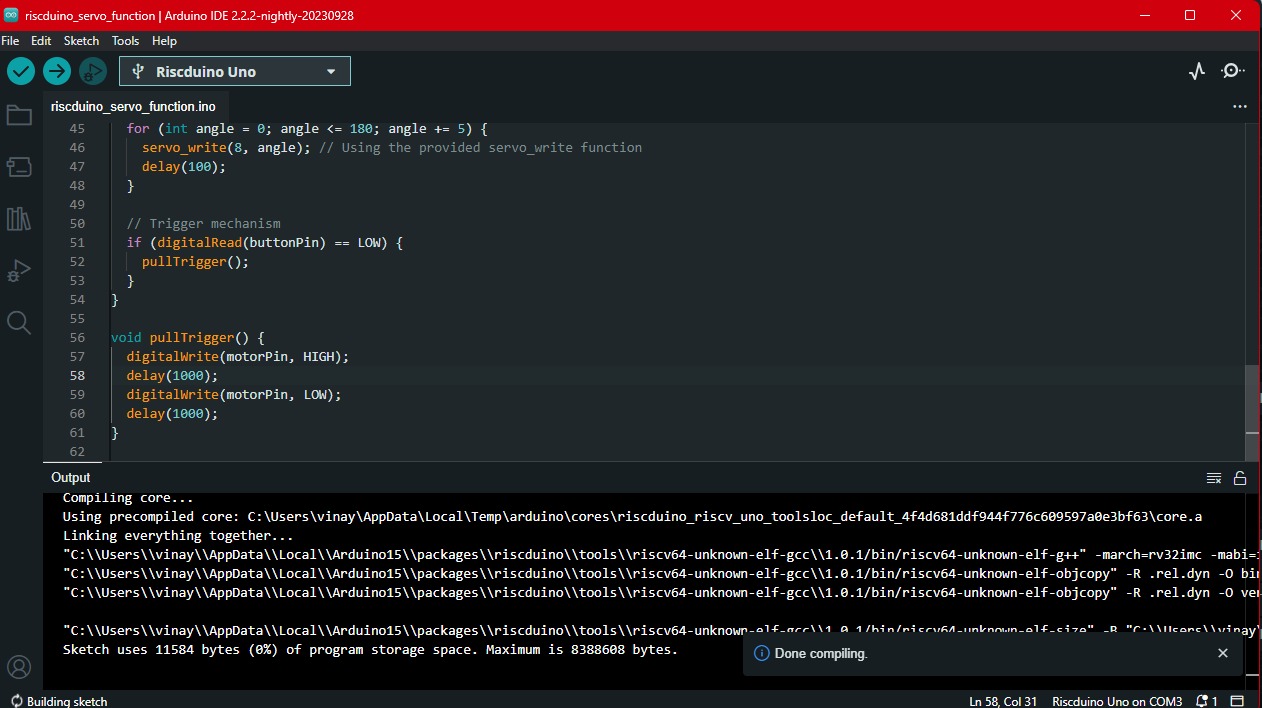 riscduino_servo_function | Arduino IDE 2.2.2-nightly-20230928
File Edit Sketch Tools Help
Riscduino Uno
riscduino_servo_function.ino
45 for (int angle = 0; angle <= 180; angle += 5) {
46 servo_write(8, angle); // Using the provided servo_write function
47 delay(100);
48 }
49
50 // Trigger mechanism
51 if (digitalRead(buttonPin) == LOW) {
52 pullTrigger();
53 }
54 }
55
56 void pullTrigger() {
57 digitalWrite(motorPin, HIGH);
58 delay(1000);
59 digitalWrite(motorPin, LOW);
60 delay(1000);
61 }
62
Output
Compiling core...
Using precompiled core: C:\Users\vinay\AppData\Local\Temp\arduino\cores\riscduino_riscv_uno_toolsloc_default_4f4d681ddf944f776c609597a0e3bf63\core.a
Linking everything together...
"C:\\Users\\vinay\\AppData\\Local\\Arduino15\\packages\\riscduino\\tools\\riscv64-unknown-elf-gcc\\1.0.1/bin/riscv64-unknown-elf-g++" -march=rv32imc -mabi=
"C:\\Users\\vinay\\AppData\\Local\\Arduino15\\packages\\riscduino\\tools\\riscv64-unknown-elf-gcc\\1.0.1/bin/riscv64-unknown-elf-objcopy" -R .rel.dyn -O bin
"C:\\Users\\vinay\\AppData\\Local\\Arduino15\\packages\\riscduino\\tools\\riscv64-unknown-elf-gcc\\1.0.1/bin/riscv64-unknown-elf-objcopy" -R .rel.dyn -O ve
"C:\\Users\\vinay\\AppData\\Local\\Arduino15\\packages\\riscduino\\tools\\riscv64-unknown-elf-gcc\\1.0.1/bin/riscv64-unknown-elf-size" -B "C:\\Users\\vinay\
Sketch uses 11584 bytes (0%) of program storage space. Maximum is 8388608 bytes.
Done compiling.
Building sketch
Ln 58, Col 31 Riscduino Uno on COM3 1